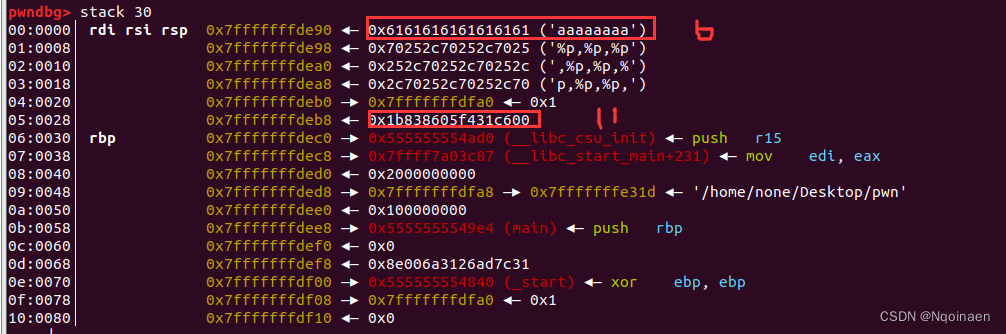 pwndbg> stack 30
00:0000│ rdi rsi rsp 0x7fffffffde90 ◂— 0x6161616161616161 ('aaaaaaaa') 6
01:0008│ 0x7fffffffde98 ◂— 0x70252c70252c7025 ('%p,%p,%p')
02:0010│ 0x7fffffffdea0 ◂— 0x252c70252c70252c (',%p,%p,%')
03:0018│ 0x7fffffffdea8 ◂— 0x2c70252c70252c70 ('p,%p,%p,')
04:0020│ 0x7fffffffdeb0 —▸ 0x7fffffffdfa0 ◂— 0x1
05:0028│ 0x7fffffffdeb8 ◂— 0x1b838605f431c600 11
06:0030│ rbp 0x7fffffffdec0 —▸ 0x555555554ad0 (__libc_csu_init) ◂— push r15
07:0038│ 0x7fffffffdec8 —▸ 0x7ffff7a03c87 (__libc_start_main+231) ◂— mov edi, eax
08:0040│ 0x7fffffffded0 ◂— 0x2000000000
09:0048│ 0x7fffffffded8 —▸ 0x7fffffffdfa8 —▸ 0x7fffffffe31d ◂— '/home/none/Desktop/pwn'
0a:0050│ 0x7fffffffdee0 ◂— 0x100000000
0b:0058│ 0x7fffffffdee8 —▸ 0x5555555549e4 (main) ◂— push rbp
0c:0060│ 0x7fffffffdef0 ◂— 0x0
0d:0068│ 0x7fffffffdef8 ◂— 0x8e006a3126ad7c31
0e:0070│ 0x7fffffffdf00 —▸ 0x555555554840 (_start) ◂— xor ebp, ebp
0f:0078│ 0x7fffffffdf08 —▸ 0x7fffffffdfa0 ◂— 0x1
10:0080│ 0x7fffffffdf10 ◂— 0x0
CSDN @Nqoinaen